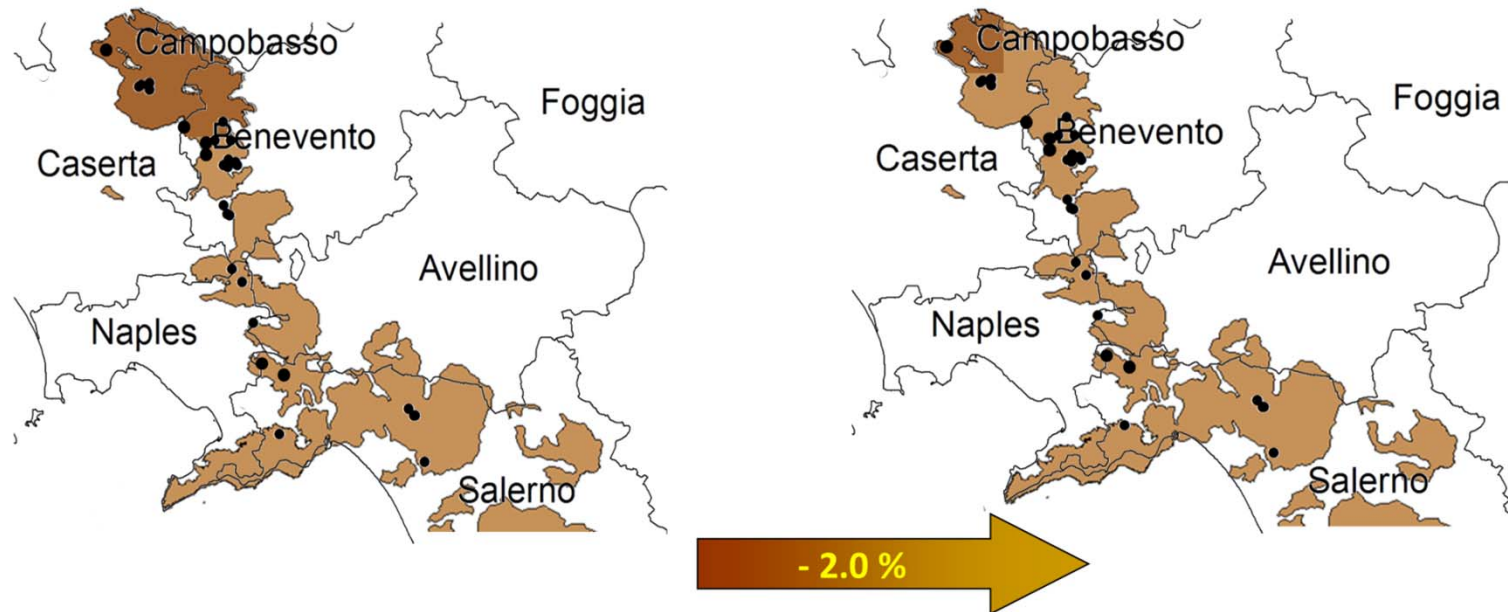 Campobasso
Foggia
Benevento
Caserta
Avellino
Naples
Salerno
Campobasso
Foggia
Benevento
Caserta
Avellino
Naples
Salerno
- 2.0 %